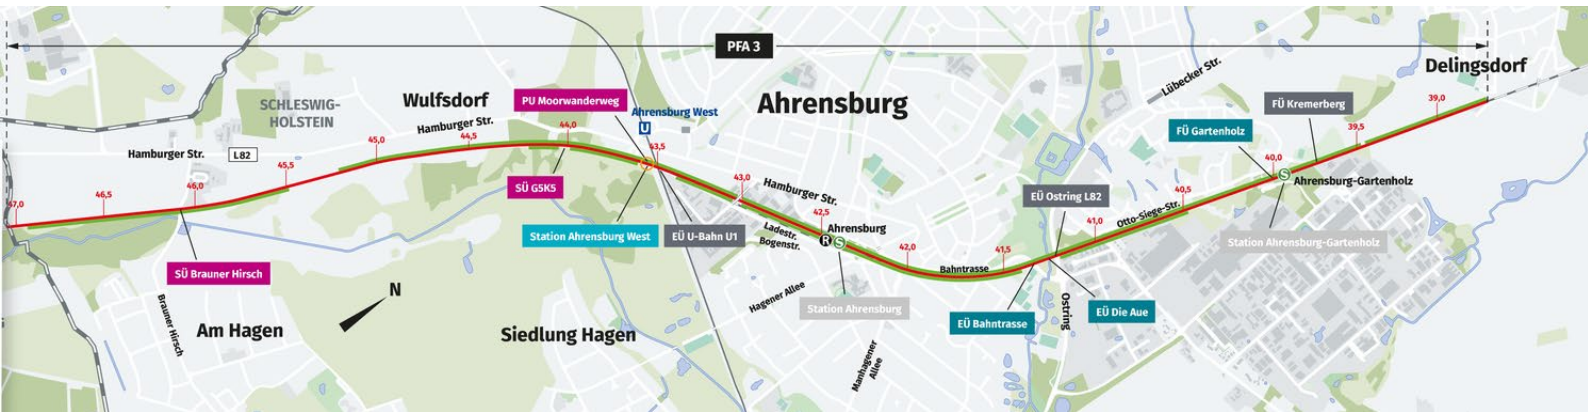 PFA 3
Delingsdorf
Lübecker Str.
SCHLESWIG-
HOLSTEIN
Wulfsdorf
PU Moorwanderweg
Ahrensburg West
U
Ahrensburg
FÜ Kremerberg
39,0
Hamburger Str.
FÜ Gartenholz
39,5
Hamburger Str.
L82
45,5
45,0
44,5
44,0
43,5
40,0
S
Ahrensburg-Gartenholz
47,0
46,5
46,0
SÜ G5K5
43,0
Hamburger Str.
EÜ Ostring L82
40,5
Otto-Siege-Str.
41,0
Station Ahrensburg West
EÜ U-Bahn U1
Ladestr.
Bogenstr.
42,5
Ahrensburg
R S
Station Ahrensburg-Gartenholz
42,0
41,5
Bahntrasse
SÜ Brauner Hirsch
N
Brauner Hirsch
Am Hagen
Siedlung Hagen
Hagener Allee
Station Ahrensburg
Manhagener
Allee
EÜ Bahntrasse
Ostring
EÜ Die Aue